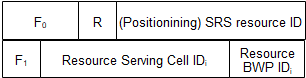 F₀ R (Positionining) SRS resource ID
F₁ Resource Serving Cell IDᵢ Resource BWP IDᵢ